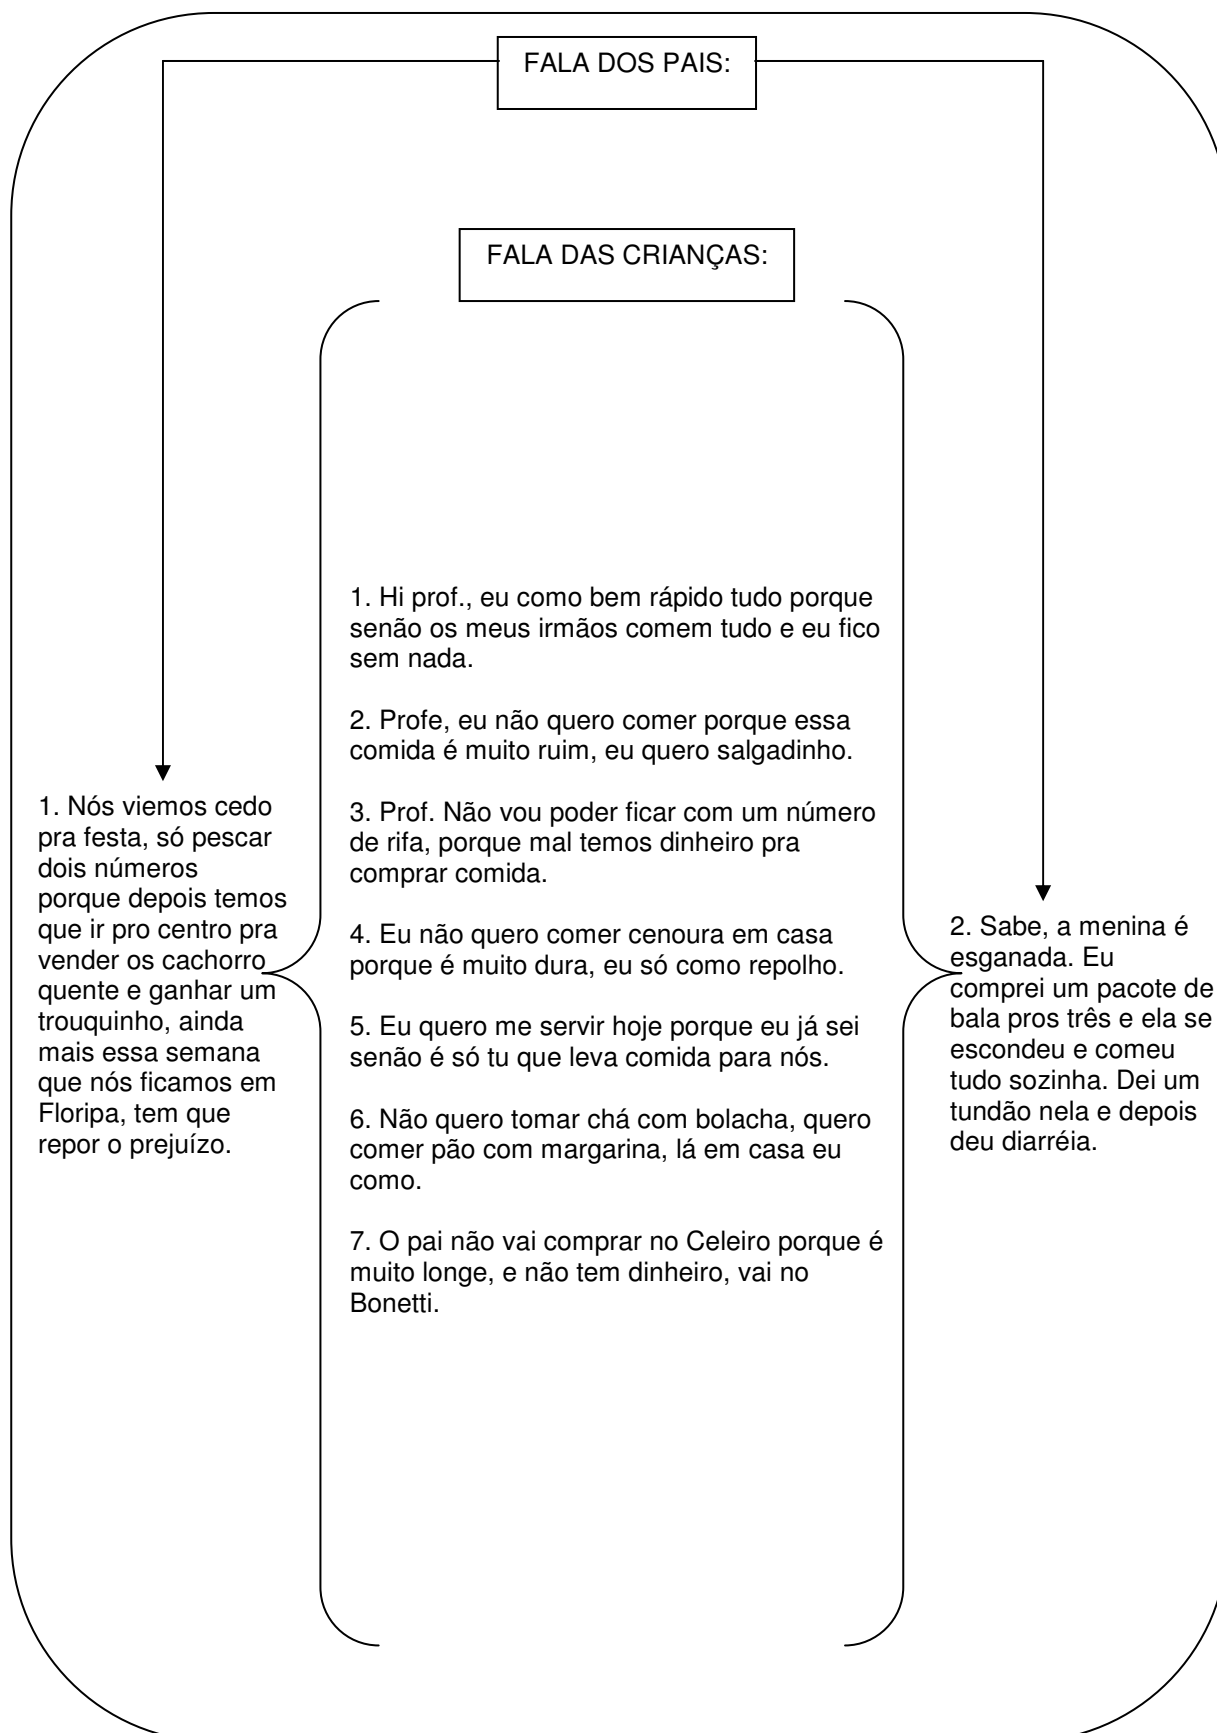 FALA DOS PAIS:
FALA DAS CRIANÇAS:
1. Hi prof., eu como bem rápido tudo porque
senão os meus irmãos comem tudo e eu fico
sem nada.
2. Profe, eu não quero comer porque essa
comida é muito ruim, eu quero salgadinho.
3. Prof. Não vou poder ficar com um número
de rifa, porque mal temos dinheiro pra
comprar comida.
4. Eu não quero comer cenoura em casa
porque é muito dura, eu só como repolho.
5. Eu quero me servir hoje porque eu já sei
senão é só tu que leva comida para nós.
6. Não quero tomar chá com bolacha, quero
comer pão com margarina, lá em casa eu
como.
7. O pai não vai comprar no Celeiro porque é
muito longe, e não tem dinheiro, vai no
Bonetti.
1. Nós viemos cedo
pra festa, só pescar
dois números
porque depois temos
que ir pro centro pra
vender os cachorro
quente e ganhar um
trouquinho, ainda
mais essa semana
que nós ficamos em
Floripa, tem que
repor o prejuízo.
2. Sabe, a menina é
esganada. Eu
comprei um pacote de
bala pros três e ela se
escondeu e comeu
tudo sozinha. Dei um
tundão nela e depois
deu diarréia.